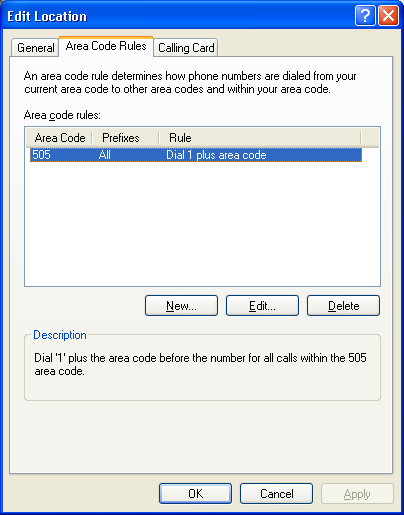 Edit Location
General Area Code Rules Calling Card
An area code rule determines how phone numbers are dialed from your
current area code to other area codes and within your area code.
Area code rules:
Area Code Prefixes Rule
505 All Dial 1 plus area code
New... Edit... Delete
Description
Dial '1' plus the area code before the number for all calls within the 505
area code.
OK Cancel Apply